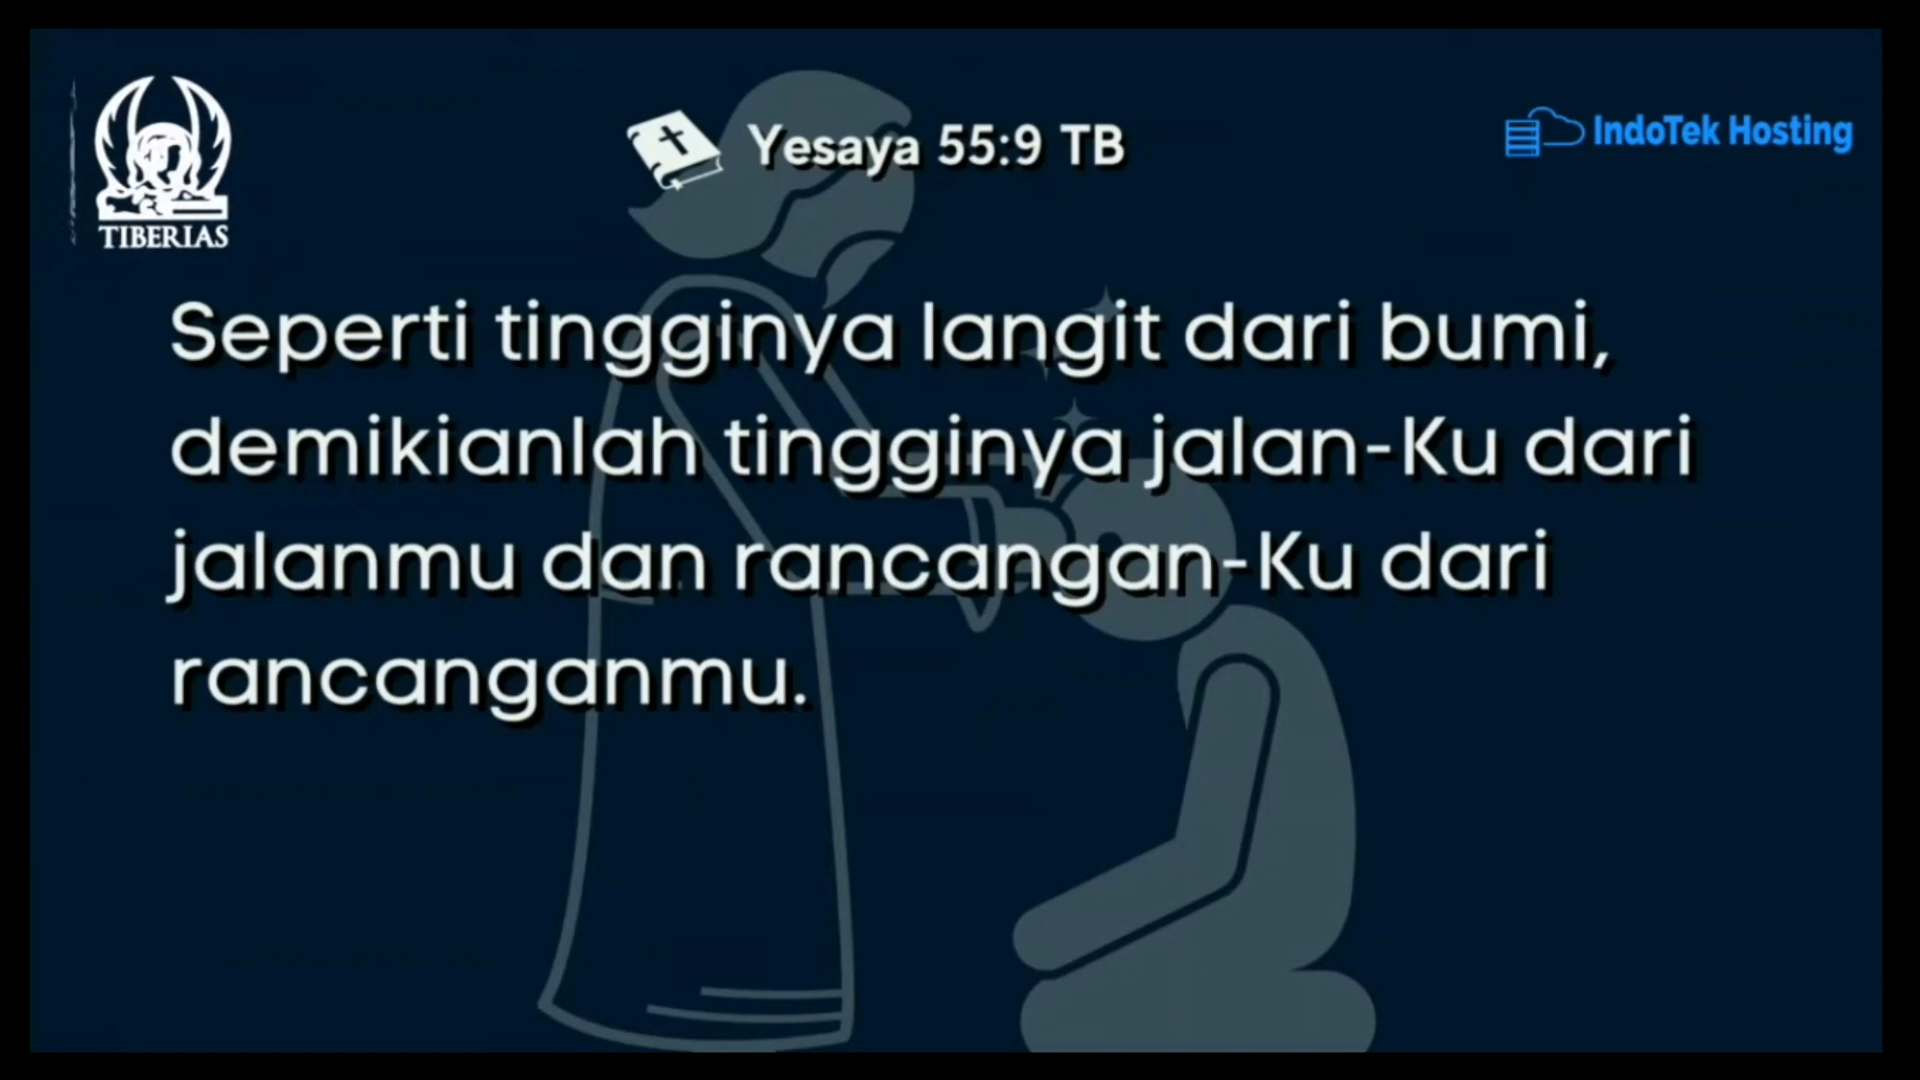 TIBERIAS
Yesaya 55:9 TB
IndoTek Hosting
Seperti tingginya langit dari bumi,
demikianlah tingginya jalan-Ku dari
jalanmu dan rancangan-Ku dari
rancanganmu.